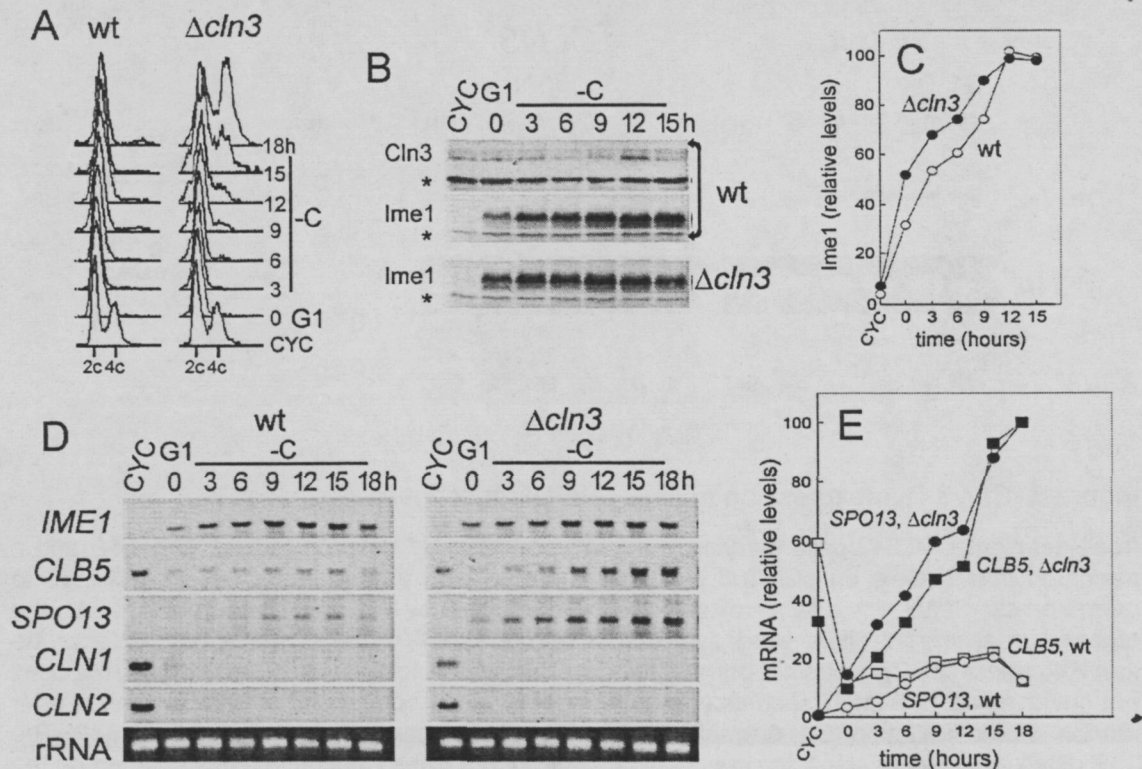 A
wt
Δcln3
18h
15
12
9
6
3
-C
0 G1
CYC
2c 4c
2c 4c
B
CYC
G1
-C
0 3 6 9 12 15h
Cln3
*
Ime1
*
wt
Ime1
*
Δcln3
C
Ime1 (relative levels)
100
80
60
40
20
0
Δcln3
wt
CYC 0 3 6 9 12 15
time (hours)
D
wt
CYC
G1
-C
0 3 6 9 12 15 18h
Δcln3
CYC
G1
-C
0 3 6 9 12 15 18h
IME1
CLB5
SPO13
CLN1
CLN2
rRNA
E
mRNA (relative levels)
100
80
60
40
20
0
SPO13, Δcln3
CLB5, Δcln3
CLB5, wt
SPO13, wt
CYC 0 3 6 9 12 15 18
time (hours)